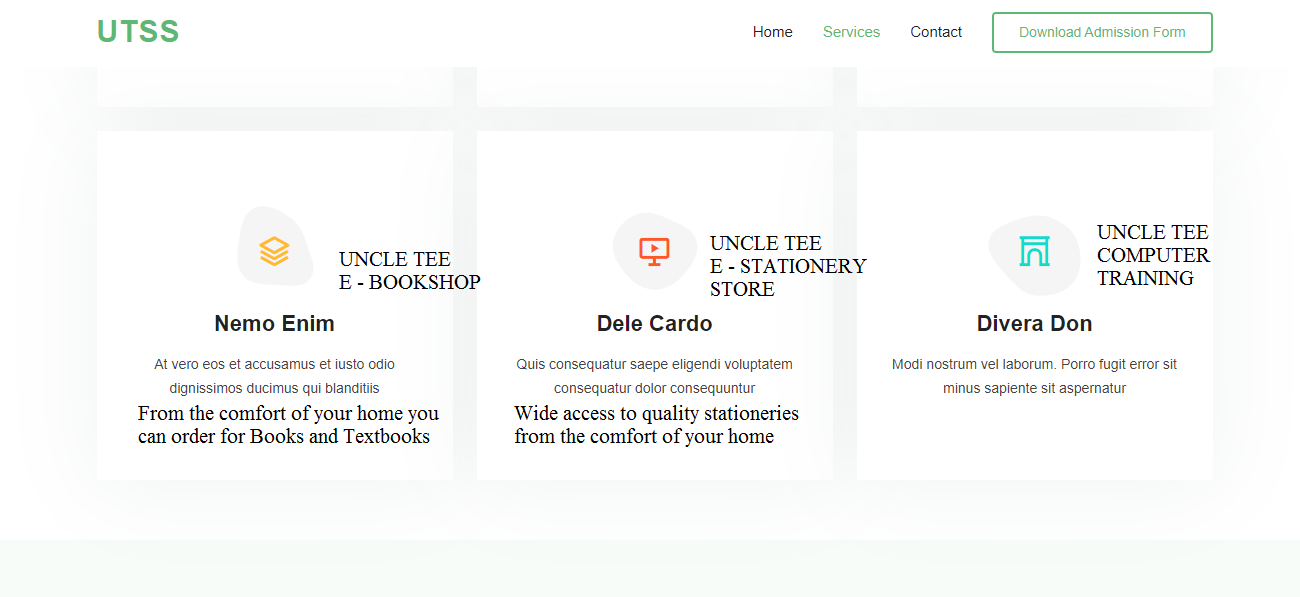 UTSS
Home
Services
Contact
Download Admission Form
UNCLE TEE
E - BOOKSHOP
Nemo Enim
At vero eos et accusamus et iusto odio
dignissimos ducimus qui blanditiis
From the comfort of your home you
can order for Books and Textbooks
UNCLE TEE
E - STATIONERY
STORE
Dele Cardo
Quis consequatur saepe eligendi voluptatem
consequatur dolor consequuntur
Wide access to quality stationeries
from the comfort of your home
UNCLE TEE
COMPUTER
TRAINING
Divera Don
Modi nostrum vel laborum. Porro fugit error sit
minus sapiente sit aspernatur